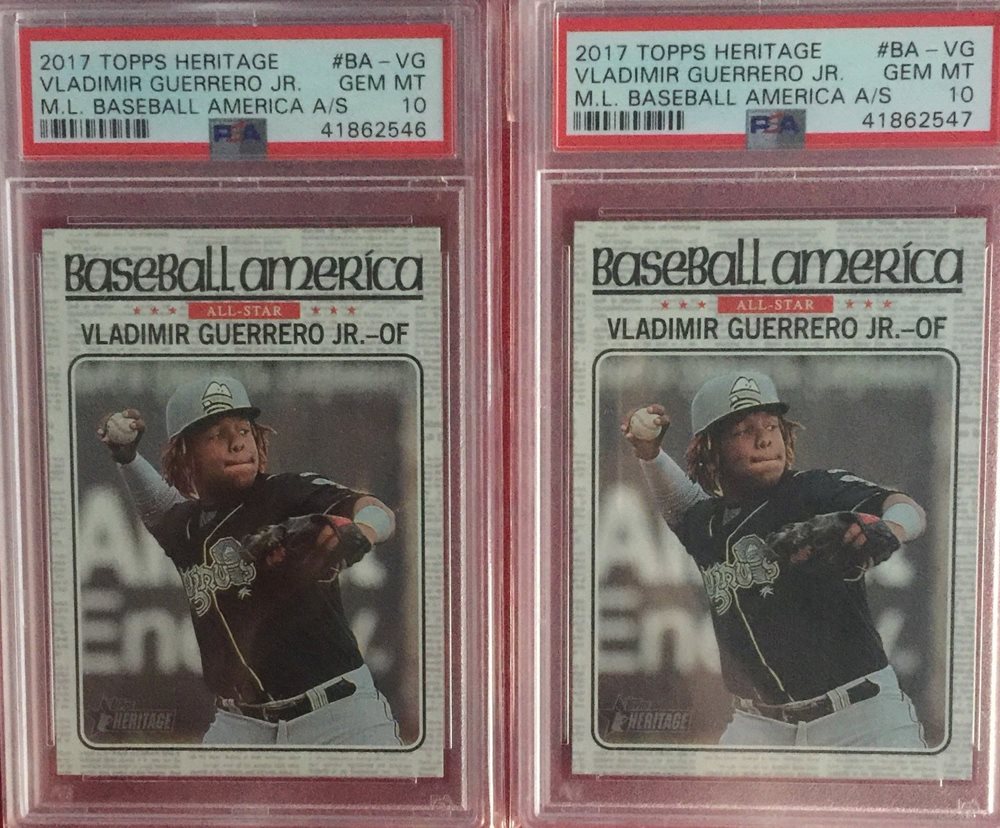 2017 TOPPS HERITAGE #BA - VG
VLADIMIR GUERRERO JR. GEM MT
M.L. BASEBALL AMERICA A/S 10
PSA 41862546
Baseball america
ALL-STAR
VLADIMIR GUERRERO JR.–OF
HERITAGE
2017 TOPPS HERITAGE #BA - VG
VLADIMIR GUERRERO JR. GEM MT
M.L. BASEBALL AMERICA A/S 10
PSA 41862547
Baseball america
ALL-STAR
VLADIMIR GUERRERO JR.–OF
HERITAGE